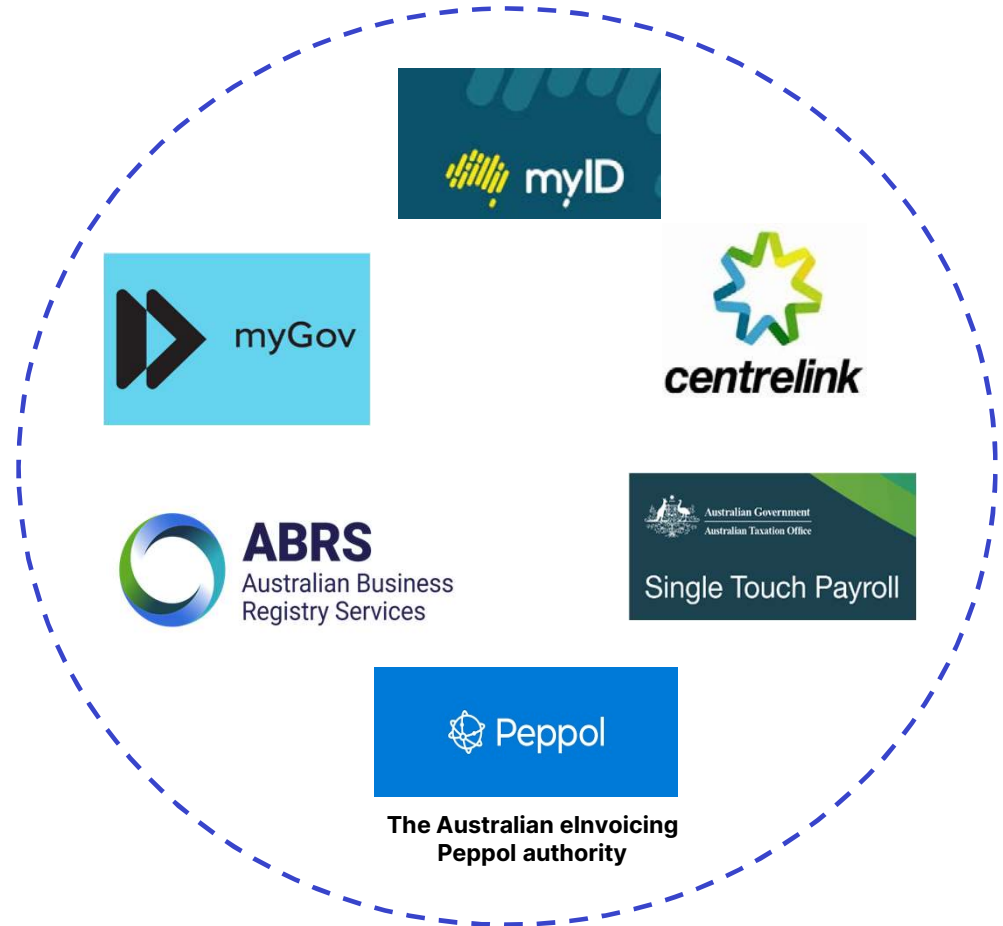 myID
myGov
centrelink
ABRS
Australian Business
Registry Services
Australian Government
Australian Taxation Office
Single Touch Payroll
Peppol
The Australian eInvoicing
Peppol authority